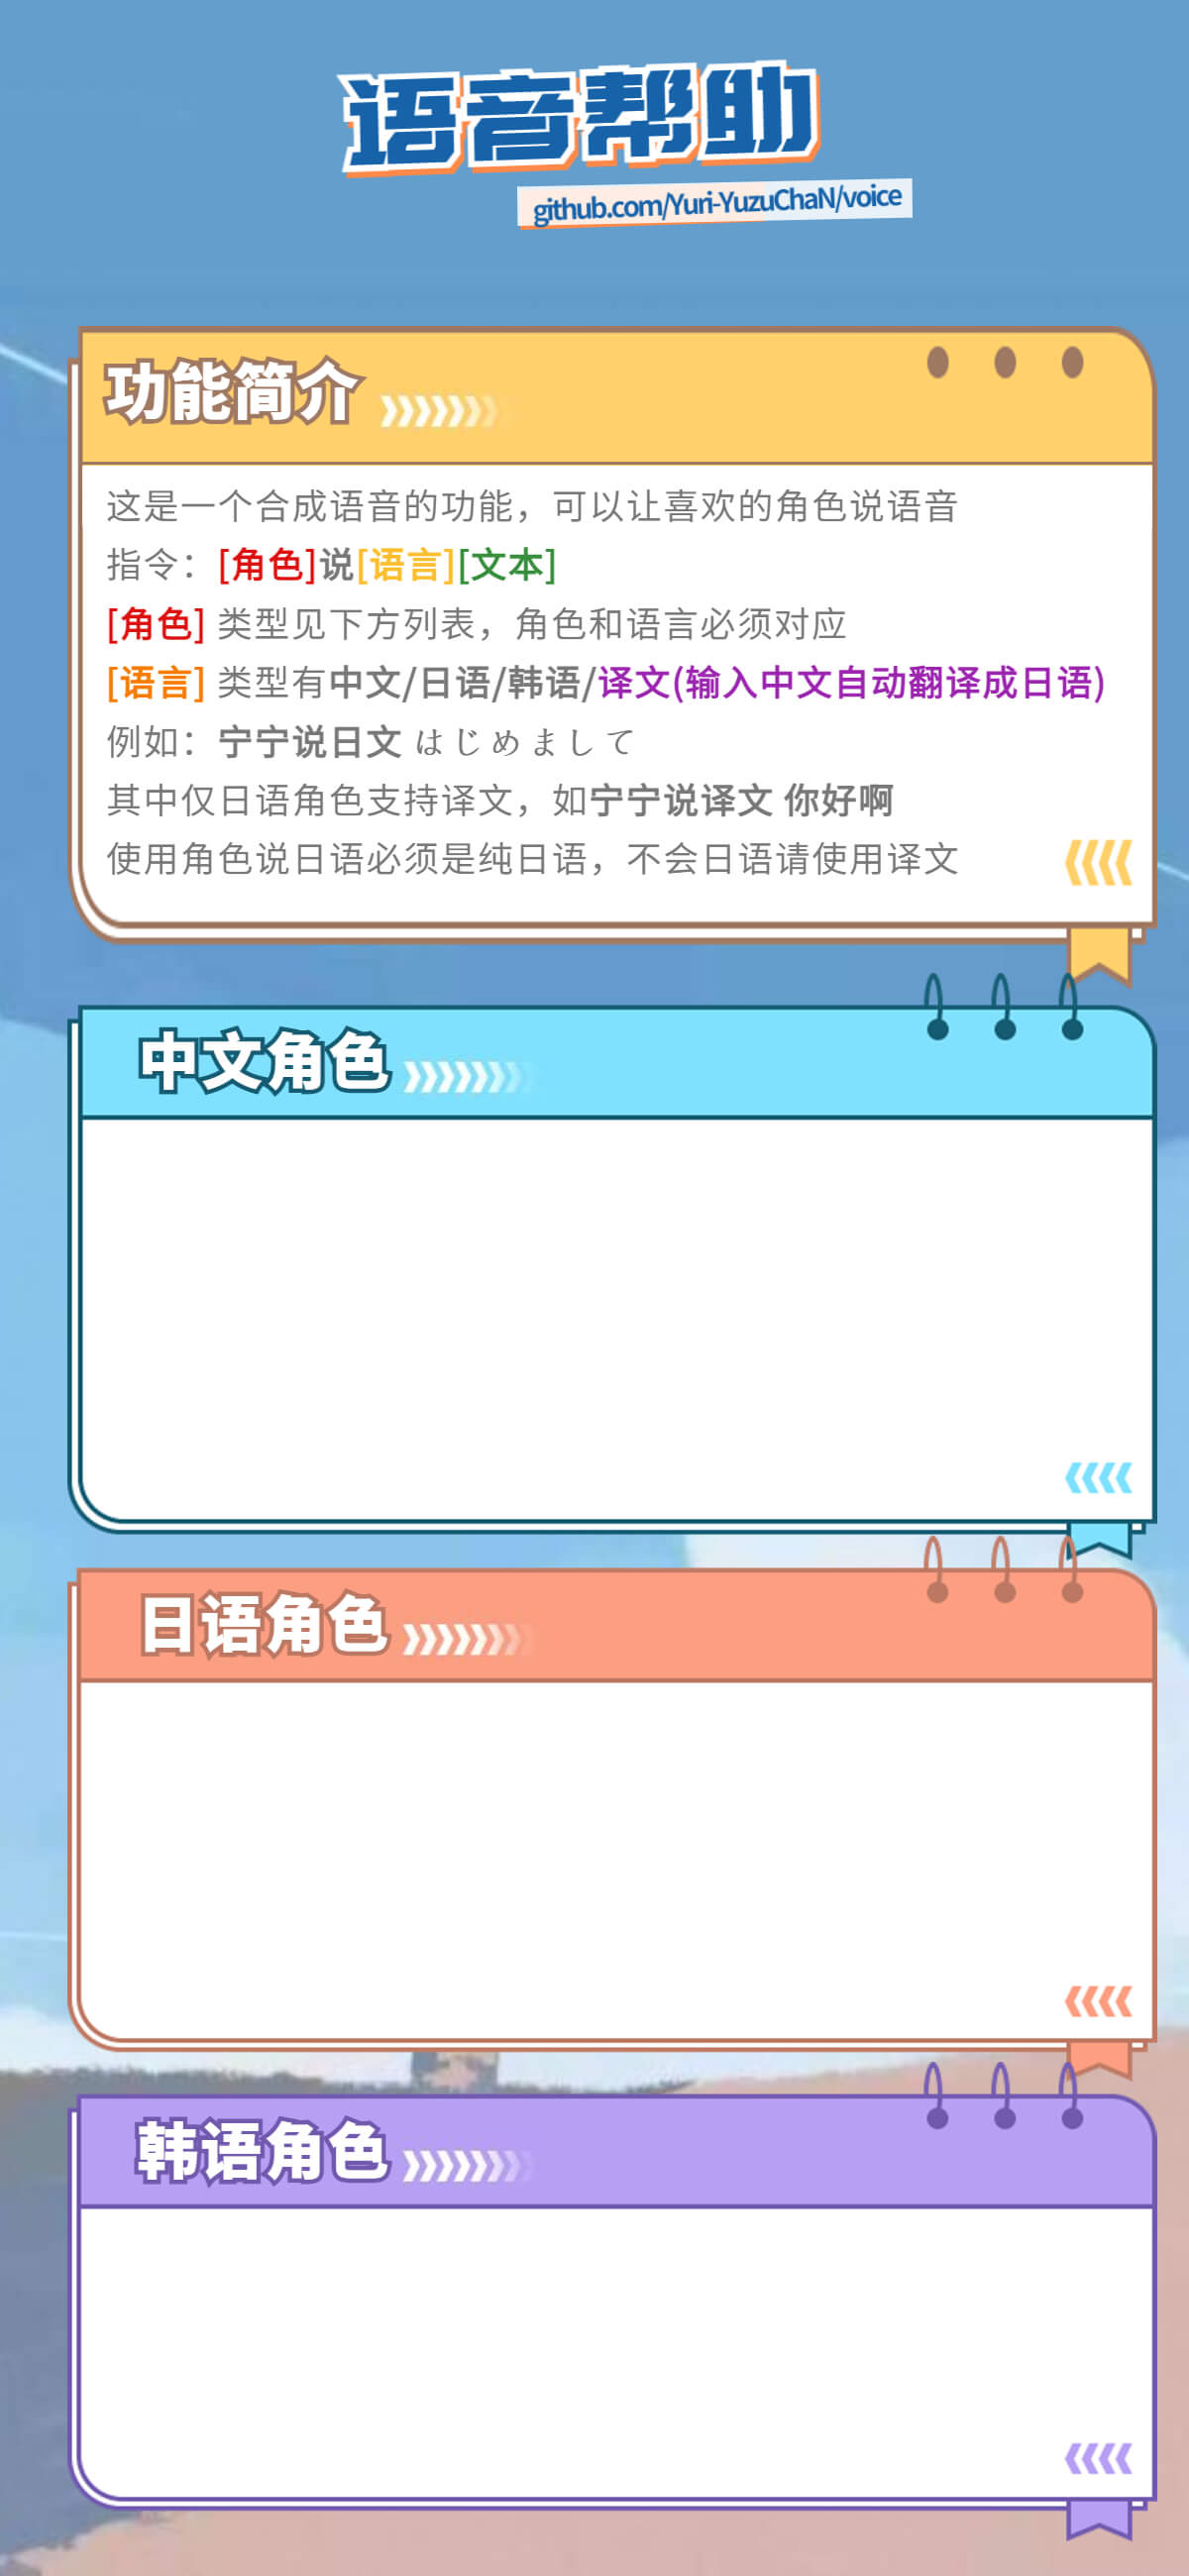 语音帮助
github.com/Yuri-YuzuChaN/voice
功能简介
这是一个合成语音的功能，可以让喜欢的角色说语音
指令：[角色]说[语言][文本]
[角色] 类型见下方列表，角色和语言必须对应
[语言] 类型有中文/日语/韩语/译文(输入中文自动翻译成日语)
例如：宁宁说日文 はじめまして
其中仅日语角色支持译文，如宁宁说译文 你好啊
使用角色说日语必须是纯日语，不会日语请使用译文
中文角色
日语角色
韩语角色